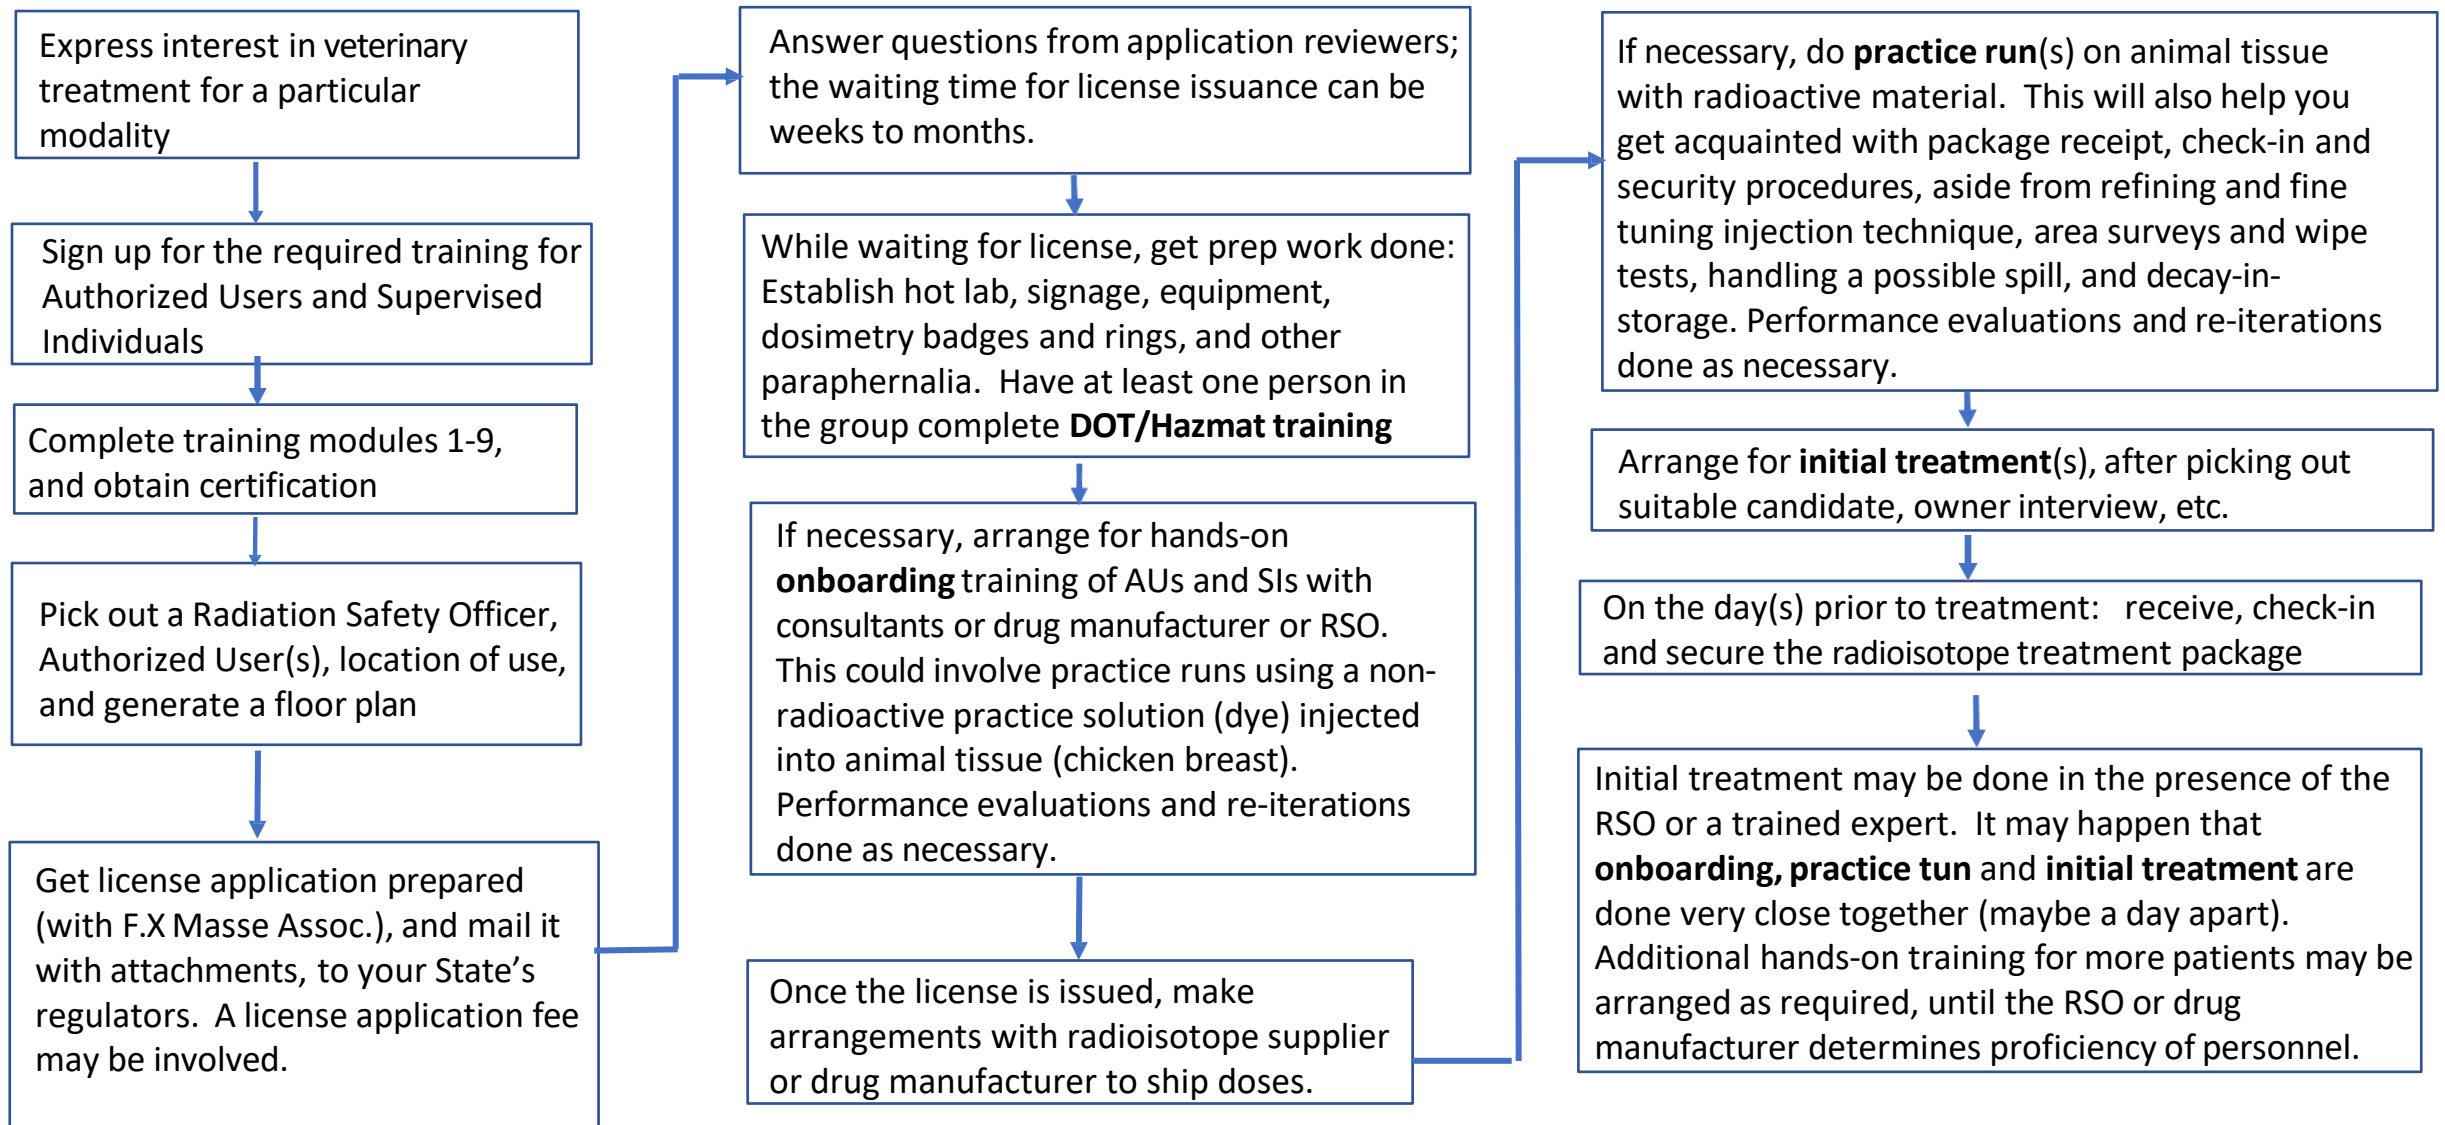 Express interest in veterinary
treatment for a particular
modality
Sign up for the required training for
Authorized Users and Supervised
Individuals
Complete training modules 1-9,
and obtain certification
Pick out a Radiation Safety Officer,
Authorized User(s), location of use,
and generate a floor plan
Get license application prepared
(with F.X Masse Assoc.), and mail it
with attachments, to your State’s
regulators.  A license application fee
may be involved.
Answer questions from application reviewers;
the waiting time for license issuance can be
weeks to months.
While waiting for license, get prep work done:
Establish hot lab, signage, equipment,
dosimetry badges and rings, and other
paraphernalia.  Have at least one person in
the group complete DOT/Hazmat training
If necessary, arrange for hands-on
onboarding training of AUs and SIs with
consultants or drug manufacturer or RSO.
This could involve practice runs using a non-
radioactive practice solution (dye) injected
into animal tissue (chicken breast).
Performance evaluations and re-iterations
done as necessary.
Once the license is issued, make
arrangements with radioisotope supplier
or drug manufacturer to ship doses.
If necessary, do practice run(s) on animal tissue
with radioactive material.  This will also help you
get acquainted with package receipt, check-in and
security procedures, aside from refining and fine
tuning injection technique, area surveys and wipe
tests, handling a possible spill, and decay-in-
storage. Performance evaluations and re-iterations
done as necessary.
Arrange for initial treatment(s), after picking out
suitable candidate, owner interview, etc.
On the day(s) prior to treatment:   receive, check-in
and secure the radioisotope treatment package
Initial treatment may be done in the presence of the
RSO or a trained expert.  It may happen that
onboarding, practice tun and initial treatment are
done very close together (maybe a day apart).
Additional hands-on training for more patients may be
arranged as required, until the RSO or drug
manufacturer determines proficiency of personnel.